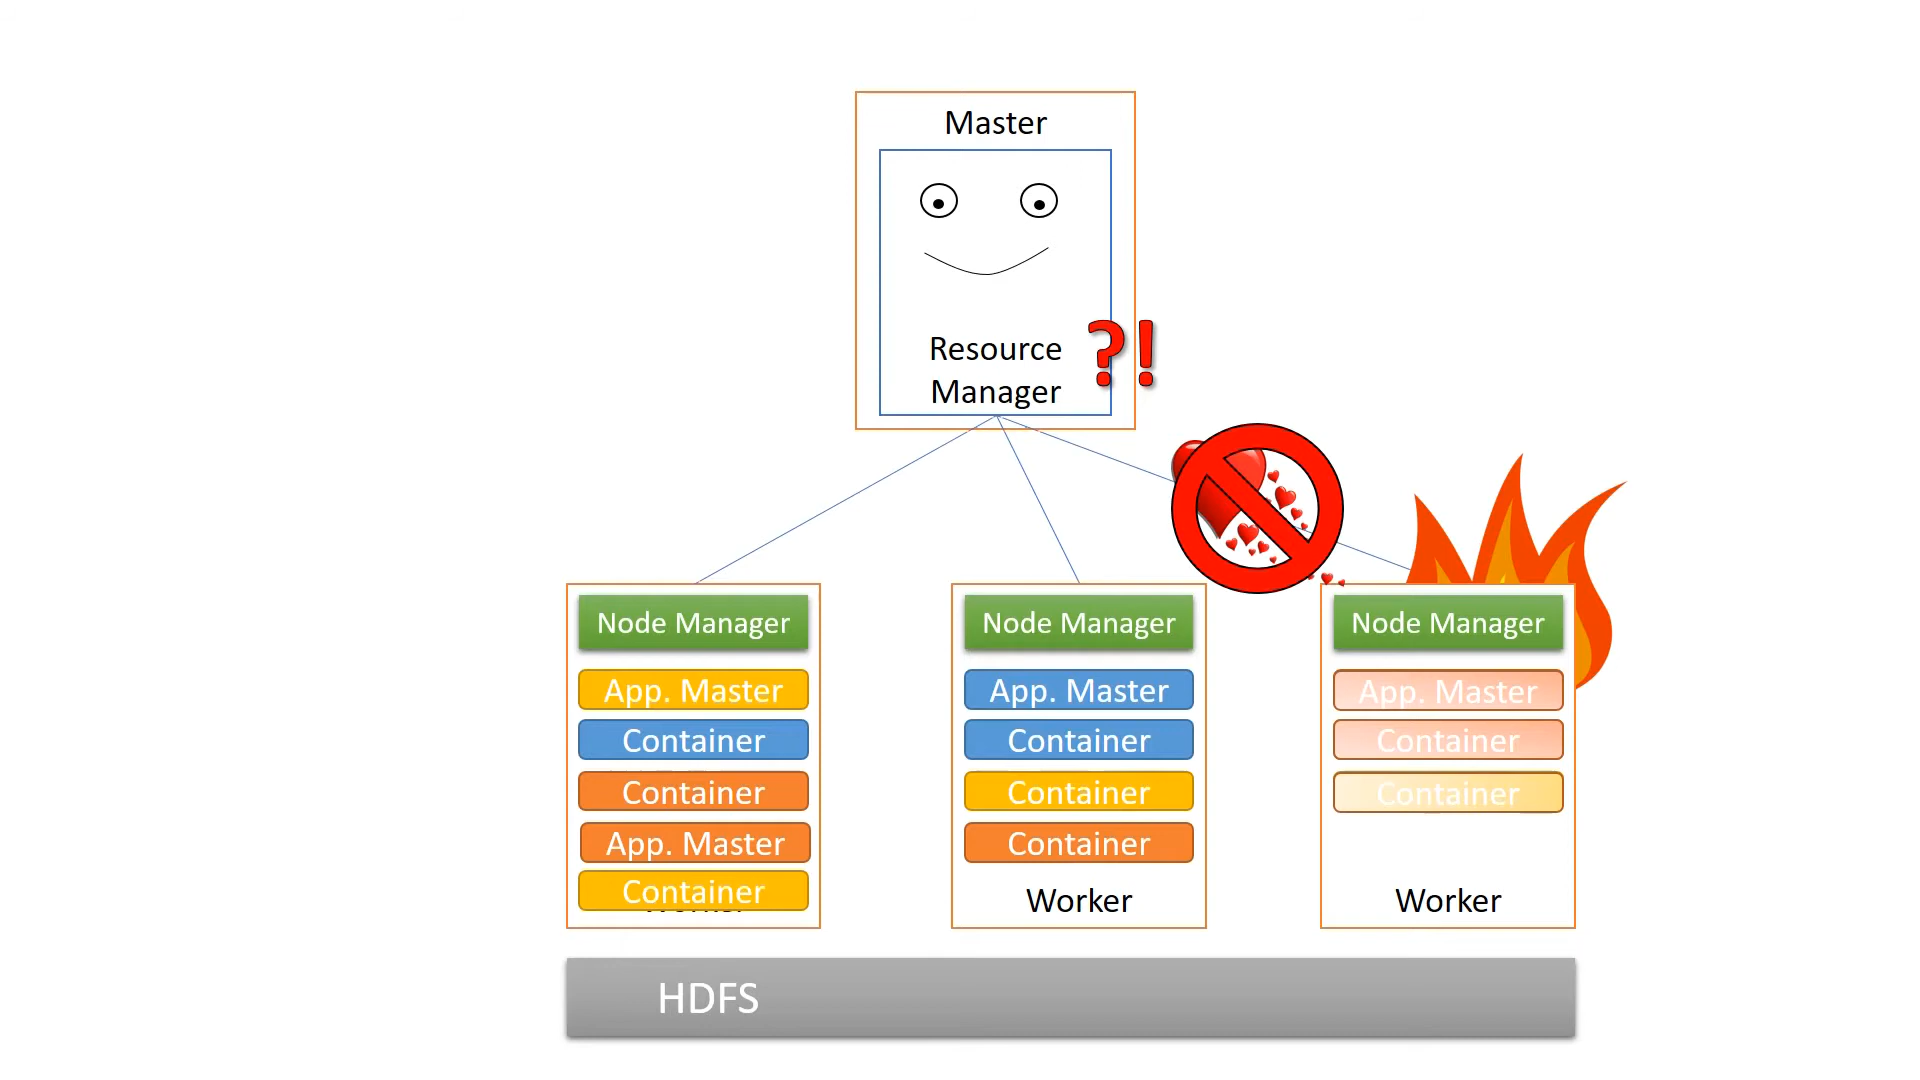 Master
Resource
Manager
?!
Node Manager
App. Master
Container
Container
App. Master
Container
Node Manager
App. Master
Container
Container
Container
Worker
Node Manager
App. Master
Container
Container
Worker
HDFS